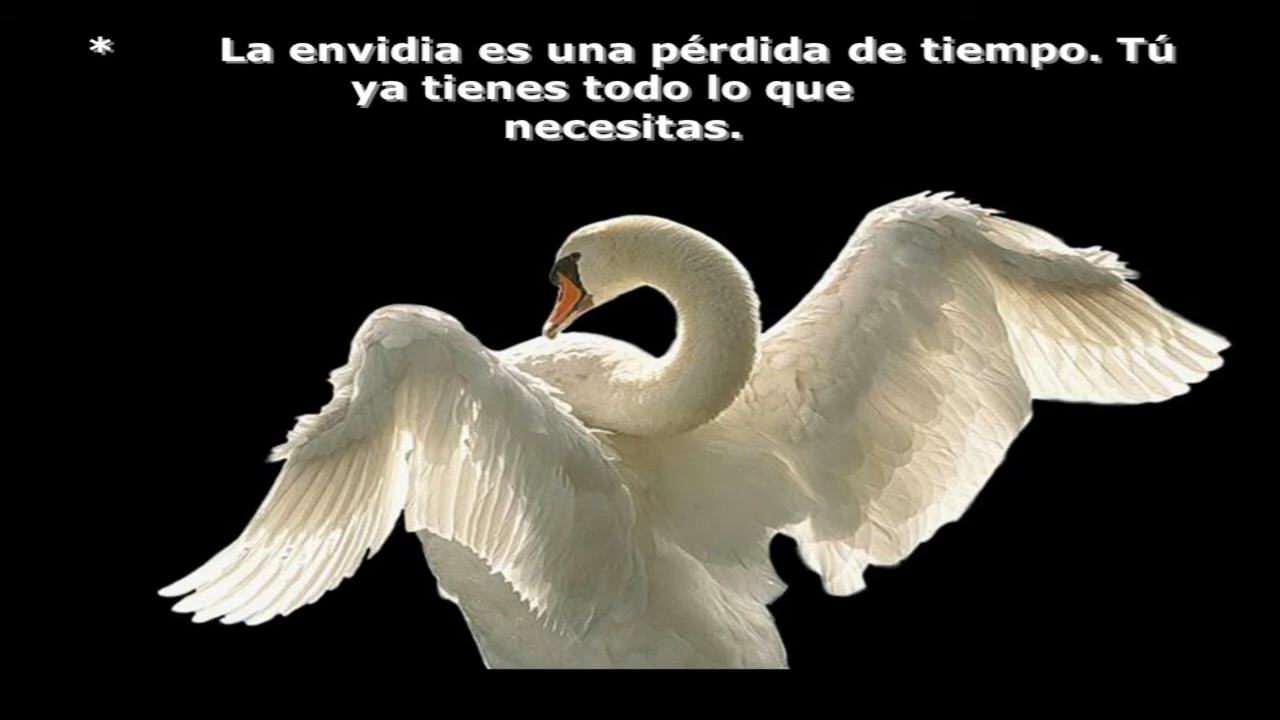 * La envidia es una pérdida de tiempo. Tú
ya tienes todo lo que
necesitas.